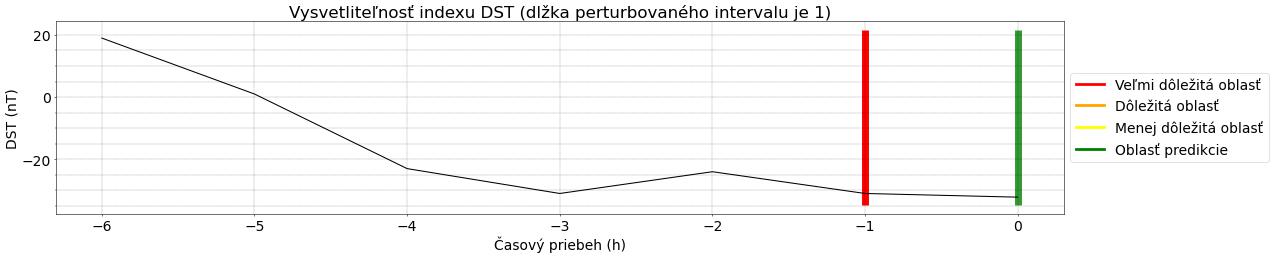 Vysvetliteľnosť indexu DST (dĺžka perturbovaného intervalu je 1)
20
0
−20
DST (nT)
−6 −5 −4 −3 −2 −1 0
Časový priebeh (h)
Veľmi dôležitá oblasť
Dôležitá oblasť
Menej dôležitá oblasť
Oblasť predikcie